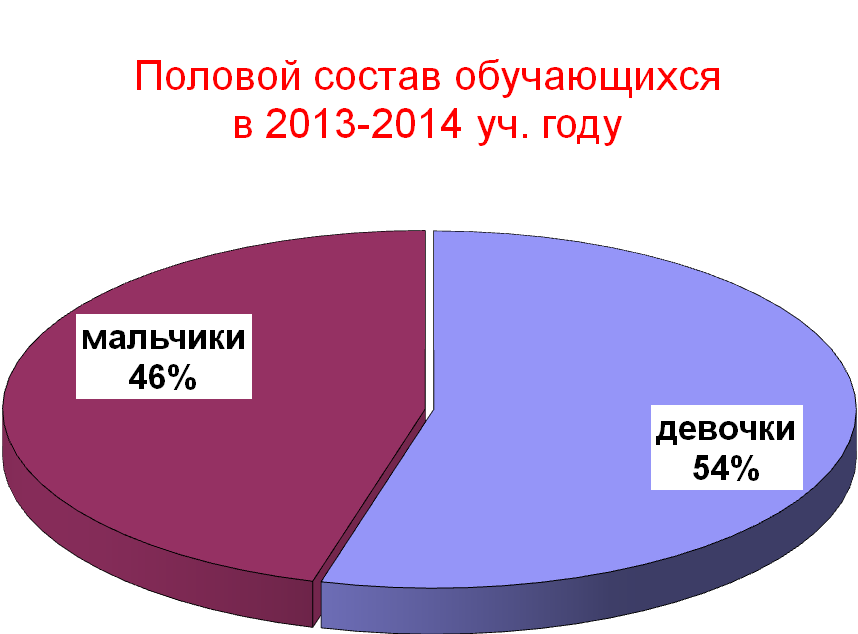 Половой состав обучающихся
в 2013-2014 уч. году
мальчики
46%
девочки
54%